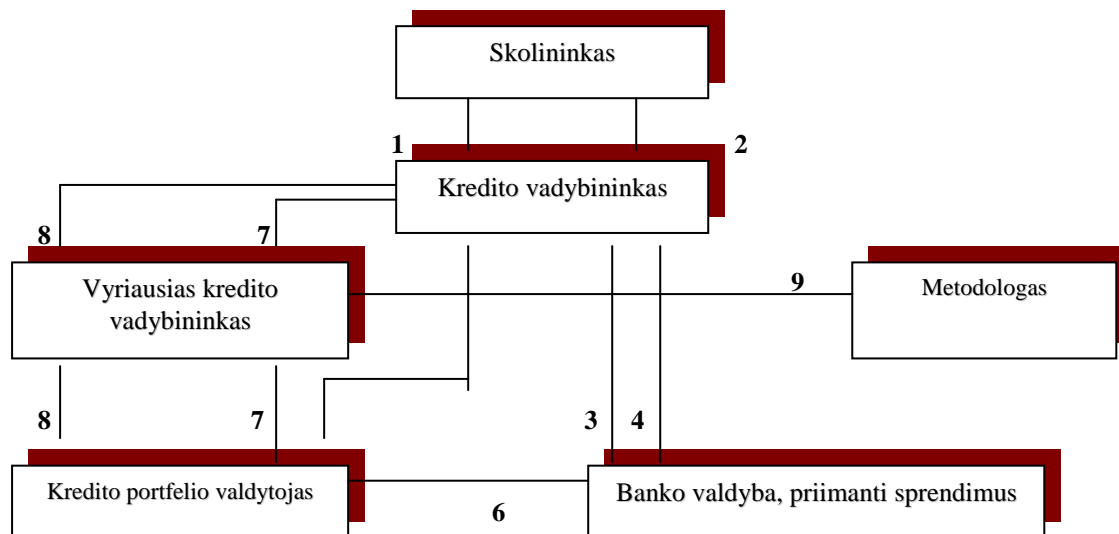 Skolininkas
1
2
Kredito vadybininkas
8
7
Vyriausias kredito
vadybininkas
9
Metodologas
8
7
3
4
Kredito portfelio valdytojas
6
Banko valdyba, priimanti sprendimus